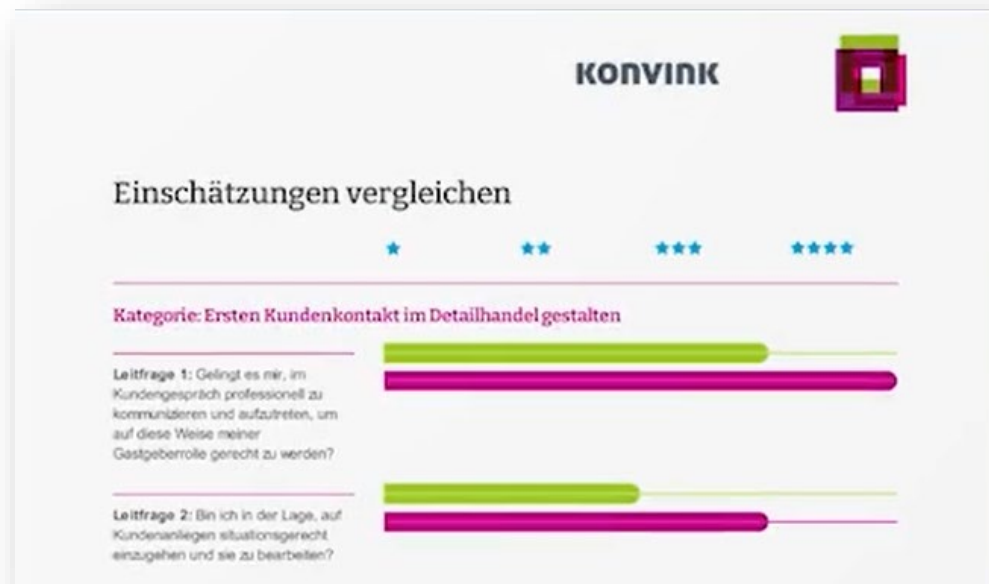 KONVINK
Einschätzungen vergleichen
★ ★★ ★★★ ★★★★
Kategorie: Ersten Kundenkontakt im Detailhandel gestalten
Leitfrage 1: Gelingt es mir, im
Kundengespräch professionell zu
kommunizieren und aufzutreten, um
auf diese Weise meiner
Gastgeberrolle gerecht zu werden?
Leitfrage 2: Bin ich in der Lage, auf
Kundenanliegen situationsgerecht
einzugehen und sie zu bearbeiten?